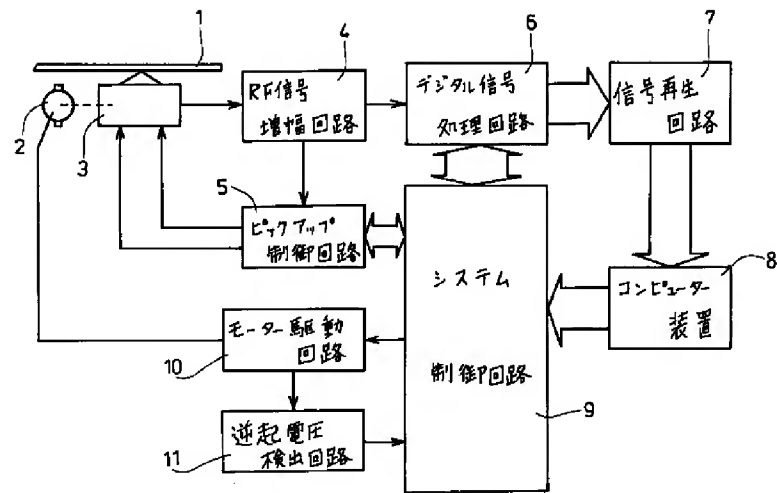 1
2
3
4
RF信号
増幅回路
5
ピックアップ
制御回路
6
デジタル信号
処理回路
7
信号再生
回路
8
コンピューター
装置
システム
制御回路
9
モーター駆動
回路
10
逆起電圧
検出回路
11